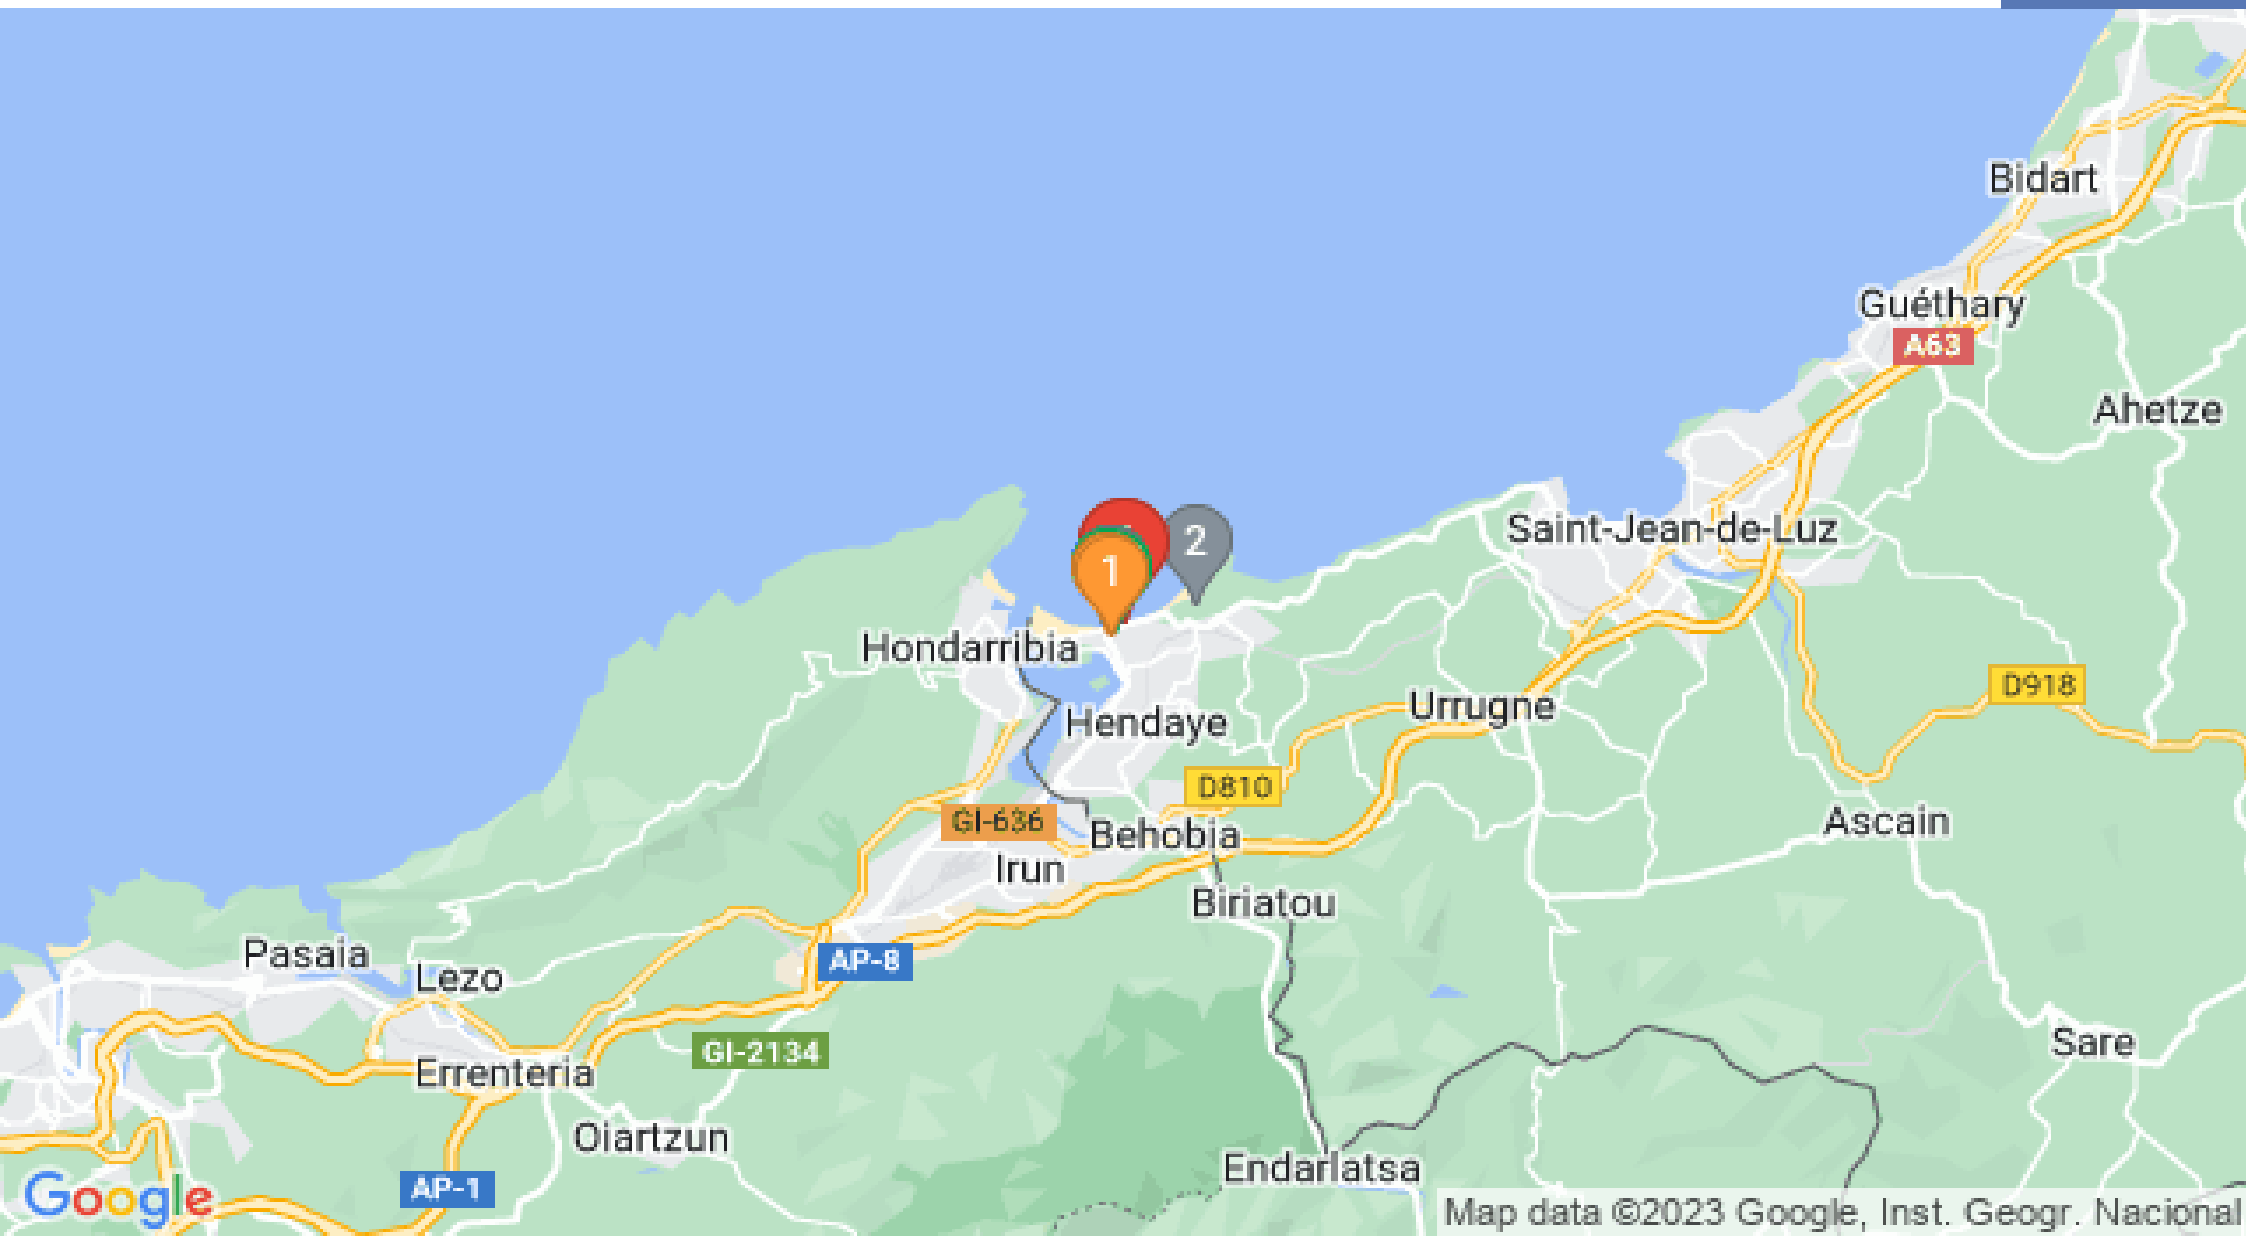 Bidart
Guéthary
A63
Ahetze
2
1
Saint-Jean-de-Luz
Hondarribia
D918
Urrugne
Hendaye
D810
GI-636
Ascain
Behobia
Irun
Biriatou
Pasaia
AP-8
Lezo
Sare
GI-2134
Errenteria
Oiartzun
Endarlatsa
AP-1
Google
Map data ©2023 Google, Inst. Geogr. Nacional